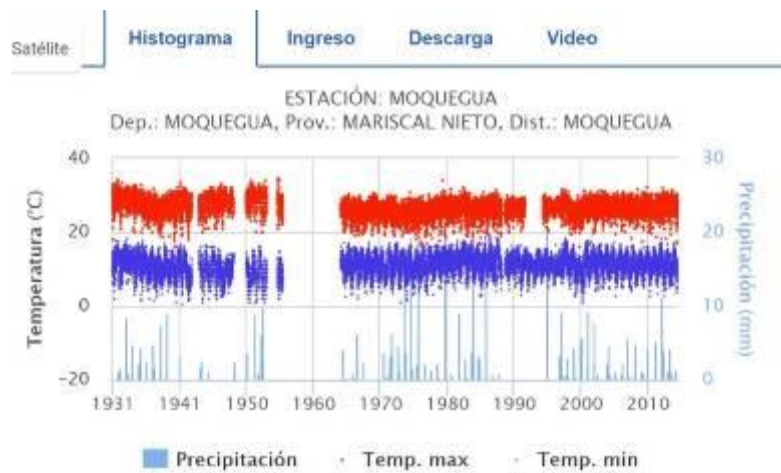 Satélite
Histograma Ingreso Descarga Video
ESTACIÓN: MOQUEGUA
Dep.: MOQUEGUA, Prov.: MARISCAL NIETO, Dist.: MOQUEGUA
Temperatura (°C)
40
20
0
-20
Precipitación (mm)
30
20
10
0
1931 1941 1950 1960 1970 1980 1990 2000 2010
Precipitación Temp. max Temp. min